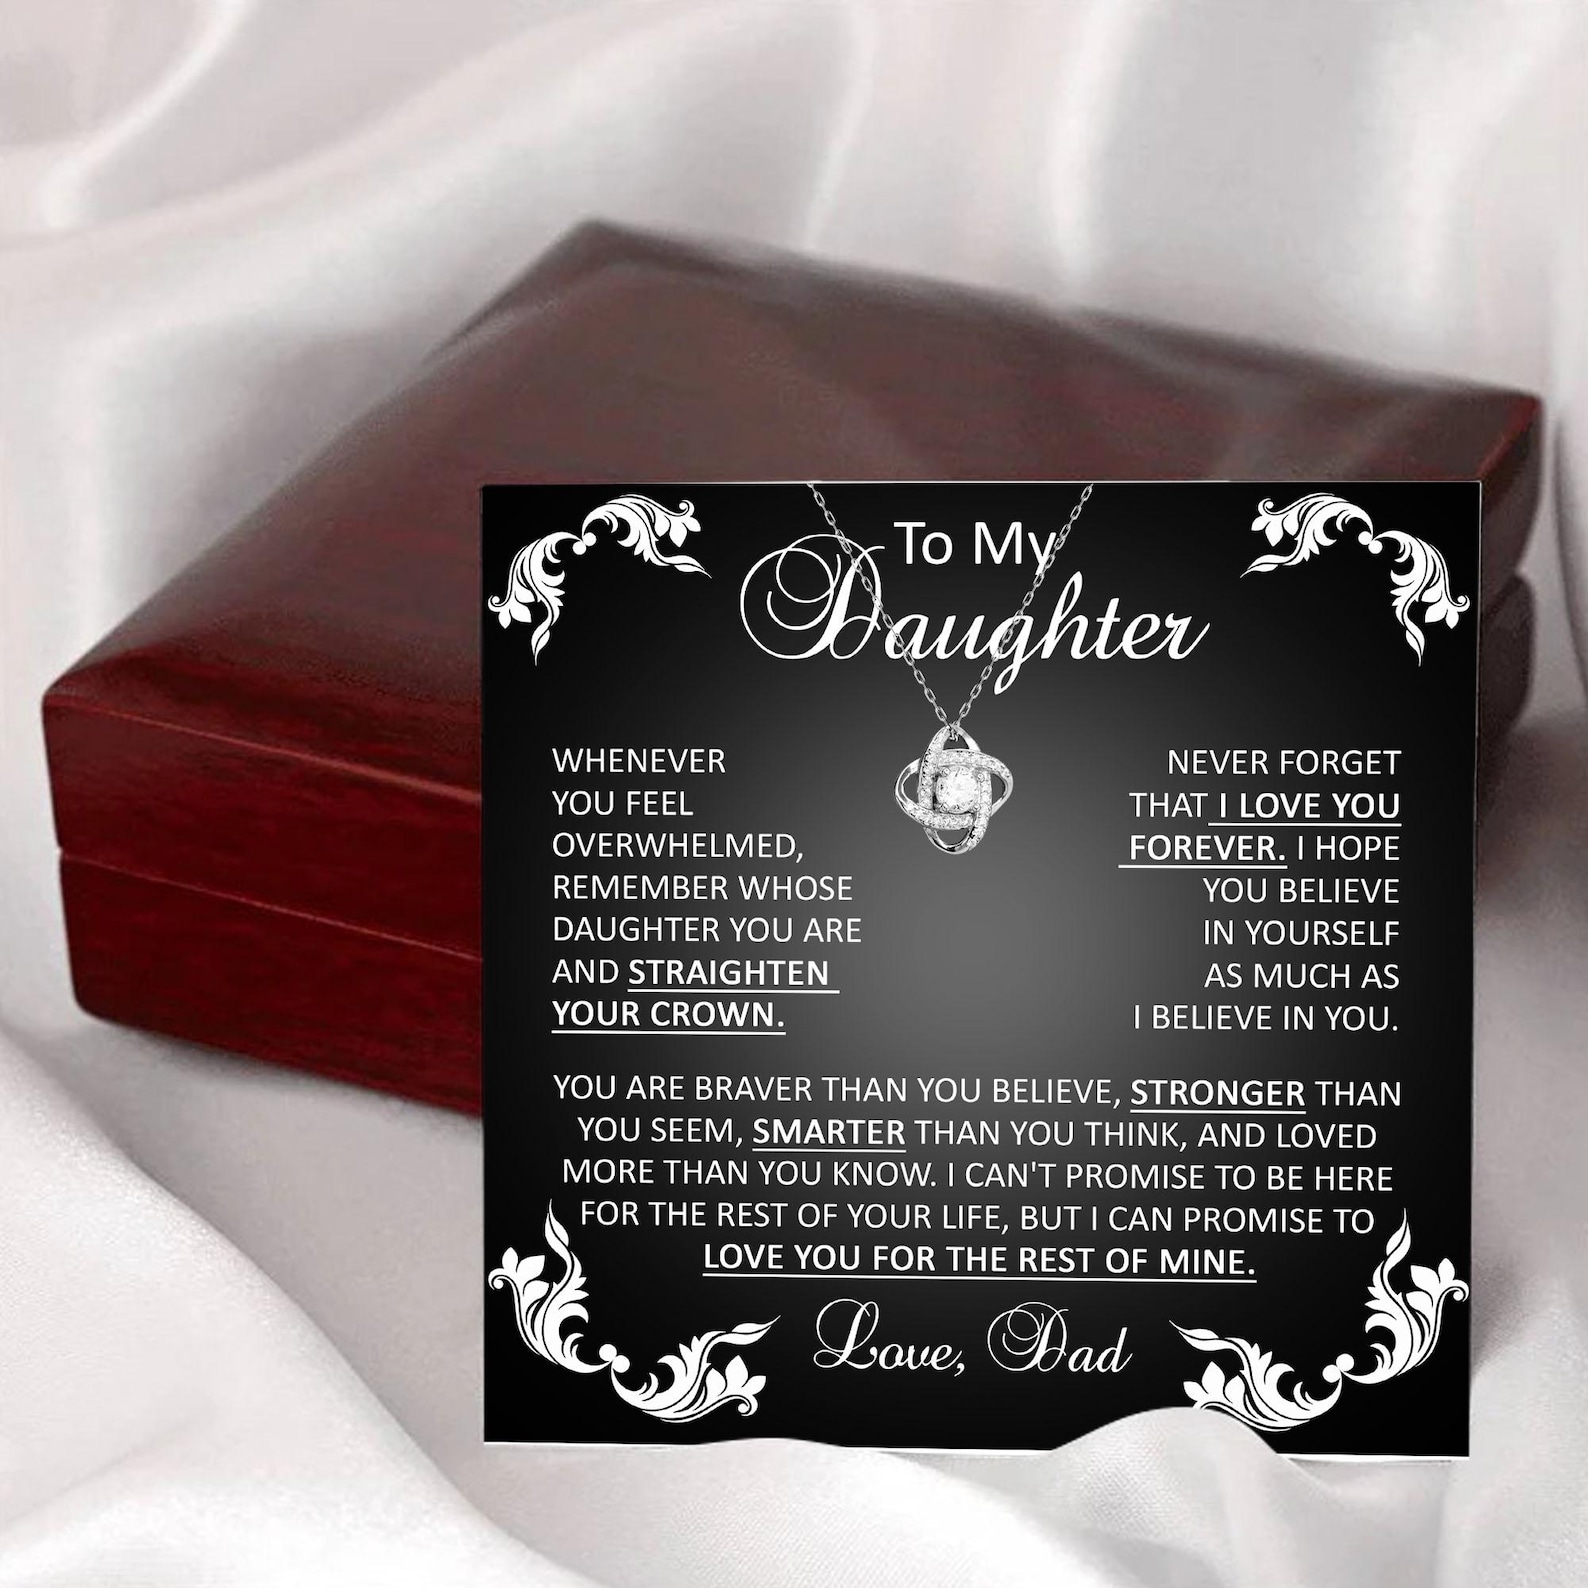 To My
Daughter
WHENEVER
YOU FEEL
OVERWHELMED,
REMEMBER WHOSE
DAUGHTER YOU ARE
AND STRAIGHTEN
YOUR CROWN.
NEVER FORGET
THAT I LOVE YOU
FOREVER. I HOPE
YOU BELIEVE
IN YOURSELF
AS MUCH AS
I BELIEVE IN YOU.
YOU ARE BRAVER THAN YOU BELIEVE, STRONGER THAN
YOU SEEM, SMARTER THAN YOU THINK, AND LOVED
MORE THAN YOU KNOW. I CAN'T PROMISE TO BE HERE
FOR THE REST OF YOUR LIFE, BUT I CAN PROMISE TO
LOVE YOU FOR THE REST OF MINE.
Love, Dad